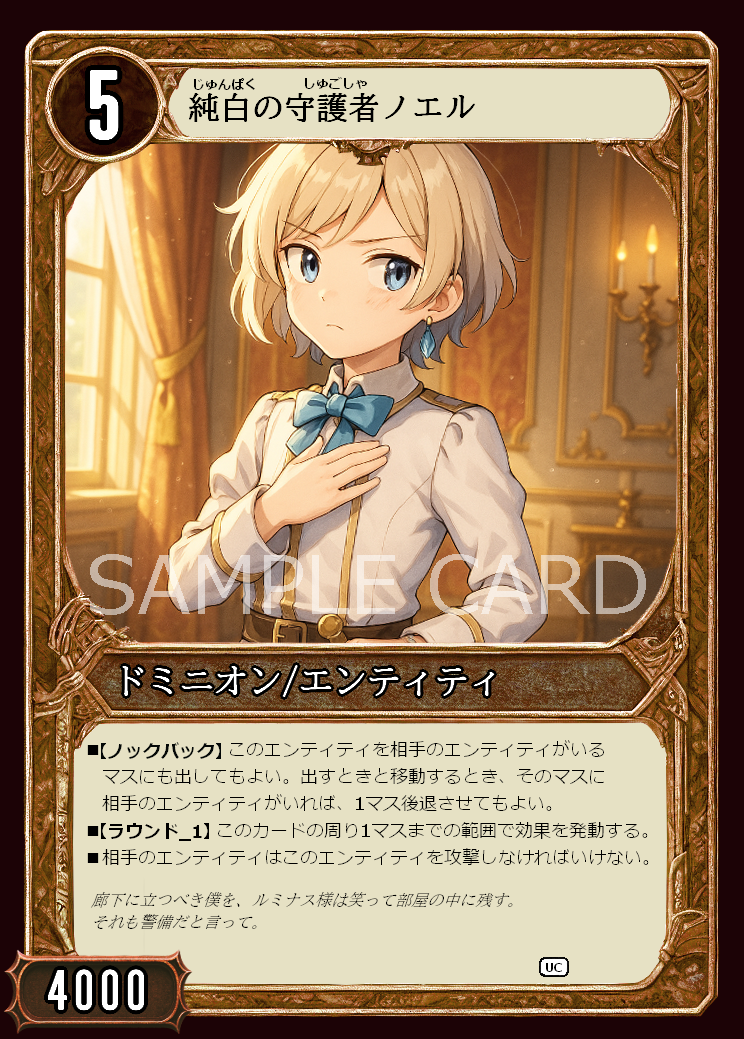 5
じゅんぱく しゅごしゃ
純白の守護者ノエル
SAMPLE CARD
ドミニオン/エンティティ
■【ノックバック】このエンティティを相手のエンティティがいる
マスにも出してもよい。出すときと移動するとき、そのマスに
相手のエンティティがいれば、1マス後退させてもよい。
■【ラウンド_1】このカードの周り1マスまでの範囲で効果を発動する。
■相手のエンティティはこのエンティティを攻撃しなければいけない。
廊下に立つべき僕を、ルミナス様は笑って部屋の中に残す。
それも警備だと言って。
UC
4000